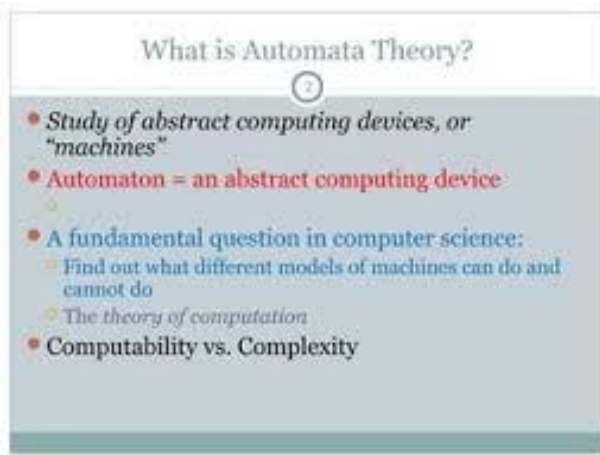 What is Automata Theory?
2
Study of abstract computing devices, or
"machines"
Automaton = an abstract computing device
A fundamental question in computer science:
Find out what different models of machines can do and
cannot do
The theory of computation
Computability vs. Complexity